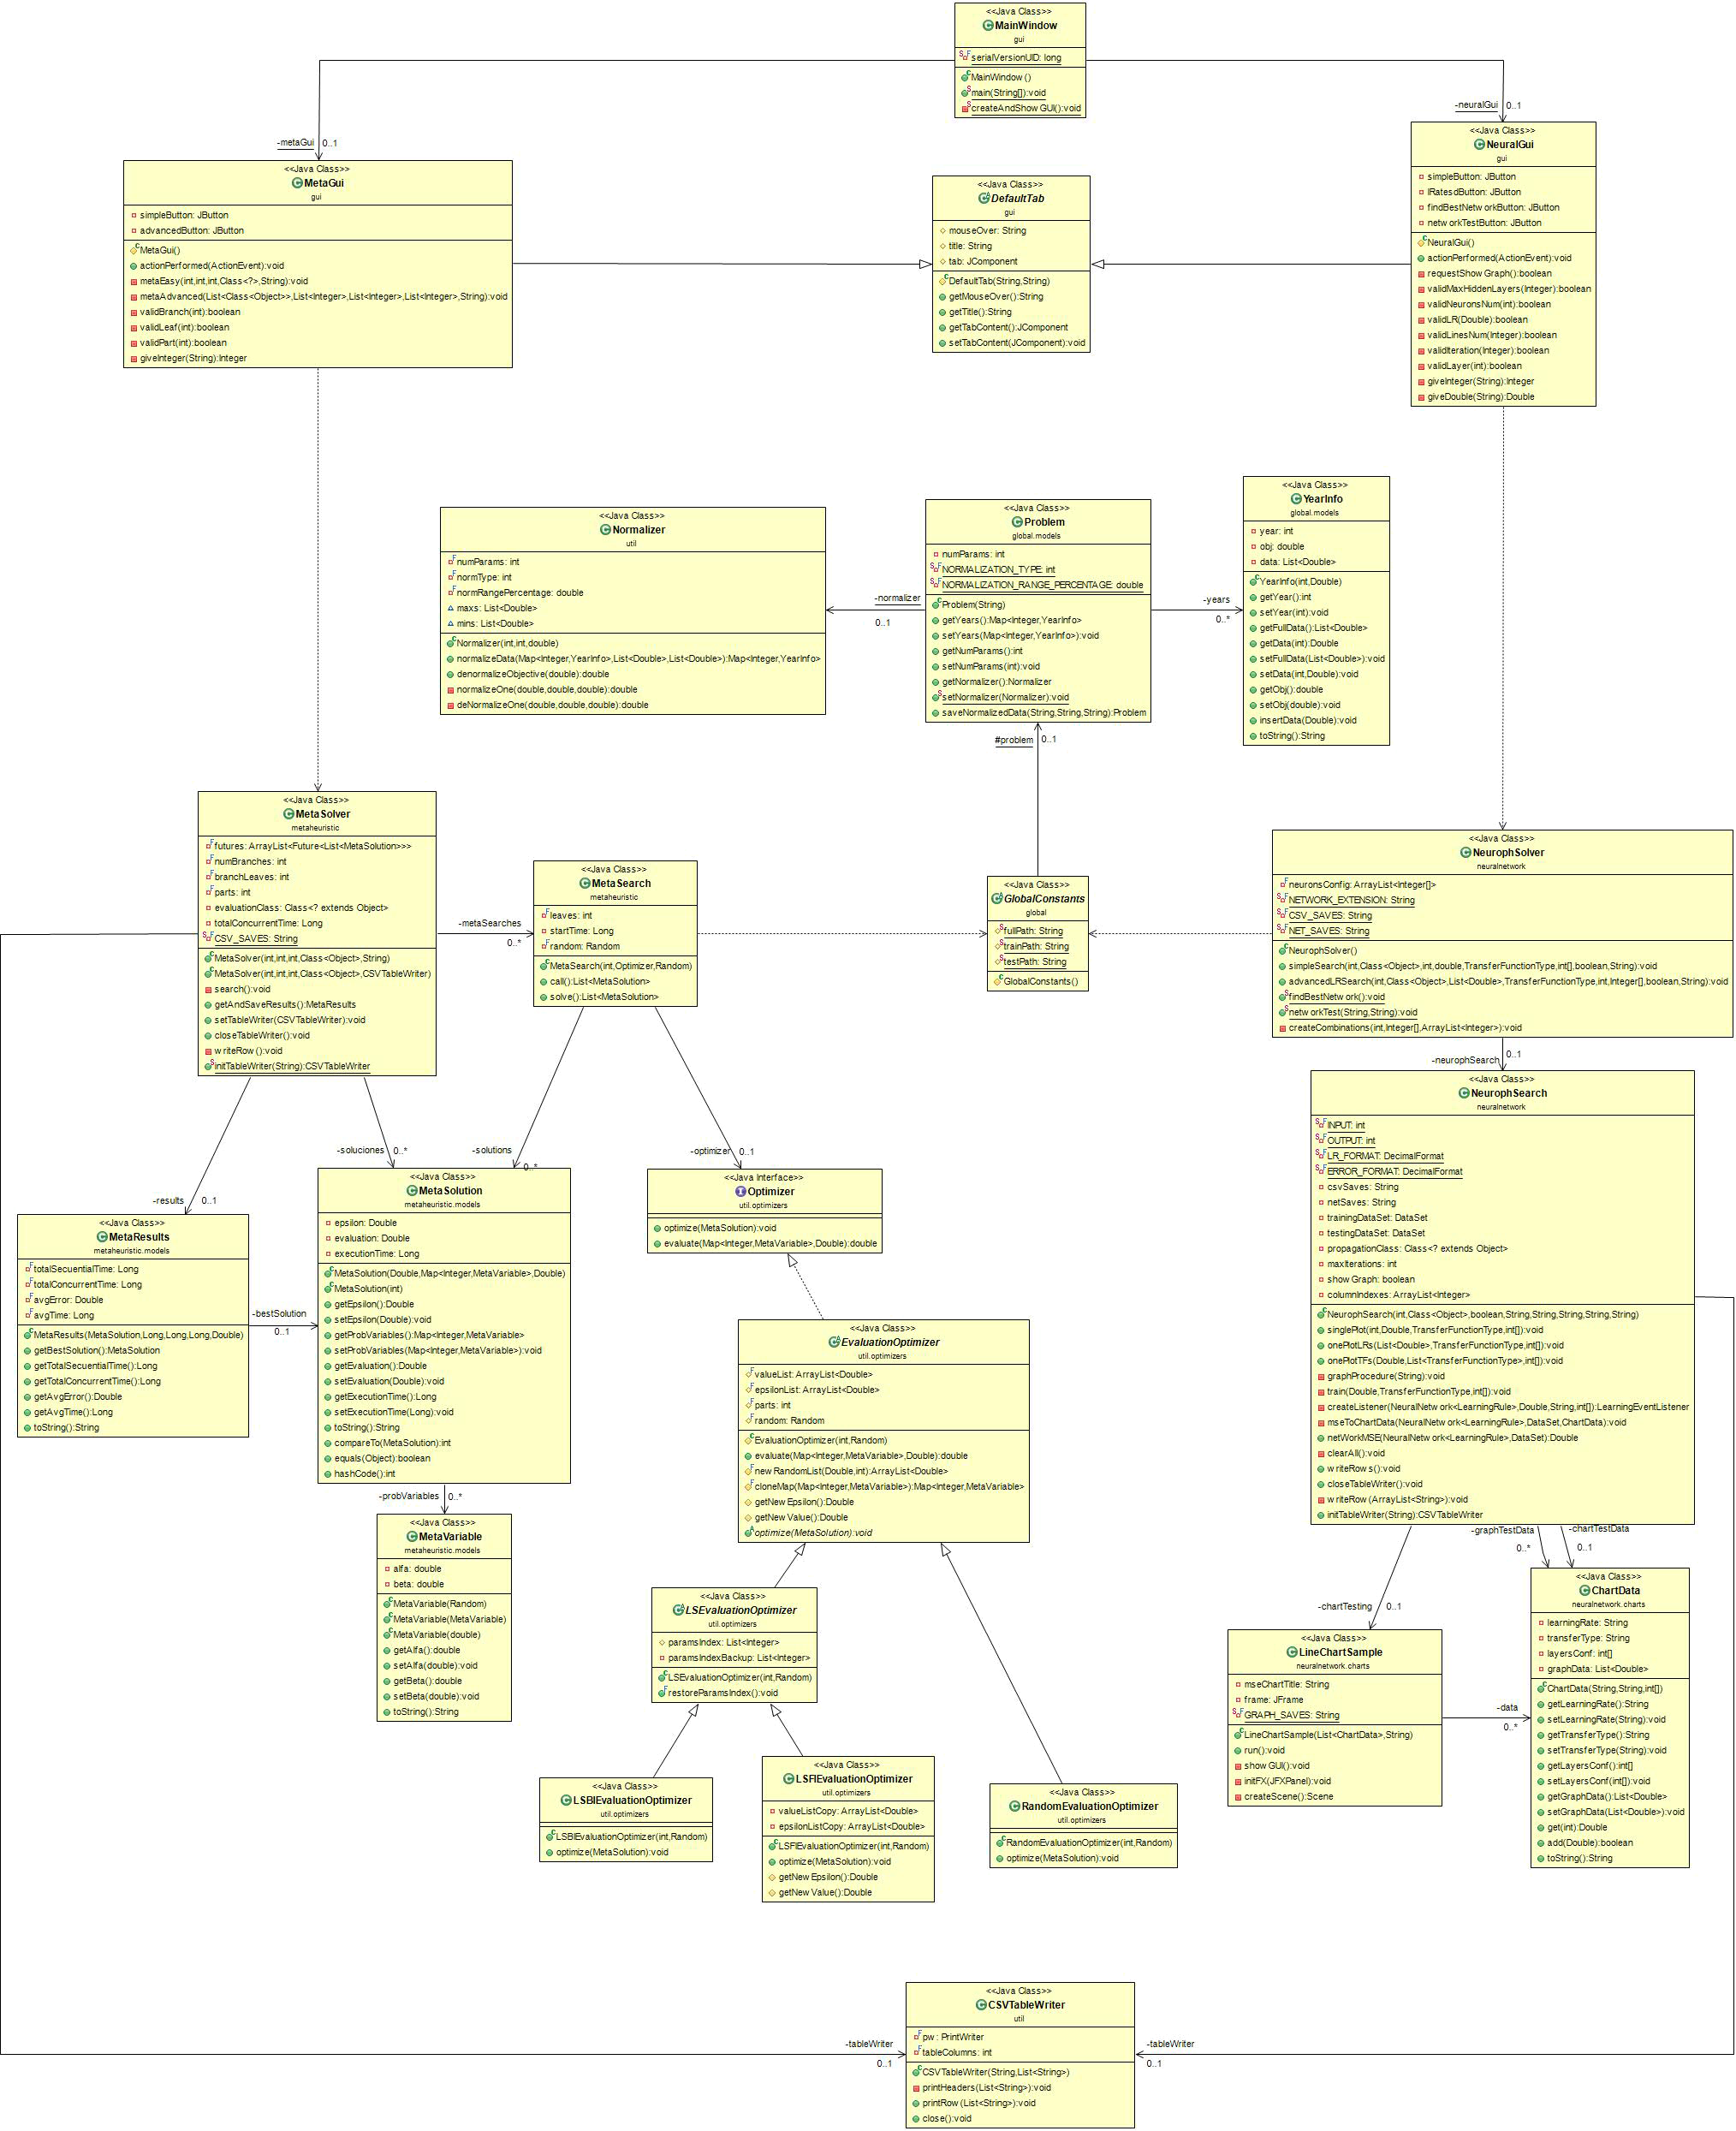 <<Java Class>>
MainWindow
gui
serialVersionUID: long
MainWindow()
main(String[]):void
createAndShowGUI():void
-metaGui
0..1
-neuralGui
0..1
<<Java Class>>
MetaGui
gui
simpleButton: JButton
advancedButton: JButton
MetaGui()
actionPerformed(ActionEvent):void
metaEasy(int,int,int,Class<?>,String):void
metaAdvanced(List<Class<Object>>,List<Integer>,List<Integer>,List<Integer>,String):void
validBranch(int):boolean
validLeaf(int):boolean
validPart(int):boolean
giveInteger(String):Integer
<<Java Class>>
DefaultTab
gui
mouseOver: String
title: String
tab: JComponent
DefaultTab(String,String)
getMouseOver():String
getTitle():String
getTabContent():JComponent
setTabContent(JComponent):void
<<Java Class>>
NeuralGui
gui
simpleButton: JButton
lRatesdButton: JButton
findBestNetworkButton: JButton
networkTestButton: JButton
NeuralGui()
actionPerformed(ActionEvent):void
requestShowGraph():boolean
validMaxHiddenLayers(Integer):boolean
validNeuronsNum(int):boolean
validLR(Double):boolean
validLinesNum(Integer):boolean
validIteration(Integer):boolean
validLayer(int):boolean
giveInteger(String):Integer
giveDouble(String):Double
<<Java Class>>
Normalizer
util
numParams: int
normType: int
normRangePercentage: double
maxs: List<Double>
mins: List<Double>
Normalizer(int,int,double)
normalizeData(Map<Integer,YearInfo>,List<Double>,List<Double>):Map<Integer,YearInfo>
denormalizeObjective(double):double
normalizeOne(double,double,double):double
deNormalizeOne(double,double,double):double
-normalizer
0..1
<<Java Class>>
Problem
global.models
numParams: int
NORMALIZATION_TYPE: int
NORMALIZATION_RANGE_PERCENTAGE: double
Problem(String)
getYears():Map<Integer,YearInfo>
setYears(Map<Integer,YearInfo>):void
getNumParams():int
setNumParams(int):void
getNormalizer():Normalizer
setNormalizer(Normalizer):void
saveNormalizedData(String,String,String):Problem
-years
0..*
<<Java Class>>
YearInfo
global.models
year: int
obj: double
data: List<Double>
YearInfo(int,Double)
getYear():int
setYear(int):void
getFullData():List<Double>
getData(int):Double
setFullData(List<Double>):void
setData(int,Double):void
getObj():double
setObj(double):void
insertData(Double):void
toString():String
#problem
0..1
<<Java Class>>
MetaSolver
metaheuristic
futures: ArrayList<Future<List<MetaSolution>>>
numBranches: int
branchLeaves: int
parts: int
evaluationClass: Class<? extends Object>
totalConcurrentTime: Long
CSV_SAVES: String
MetaSolver(int,int,int,Class<Object>,String)
MetaSolver(int,int,int,Class<Object>,CSVTableWriter)
search():void
getAndSaveResults():MetaResults
setTableWriter(CSVTableWriter):void
closeTableWriter():void
writeRow():void
initTableWriter(String):CSVTableWriter
-metaSearches
0..*
<<Java Class>>
MetaSearch
metaheuristic
leaves: int
startTime: Long
random: Random
MetaSearch(int,Optimizer,Random)
call():List<MetaSolution>
solve():List<MetaSolution>
<<Java Class>>
GlobalConstants
global
fullPath: String
trainPath: String
testPath: String
GlobalConstants()
<<Java Class>>
NeurophSolver
neuralnetwork
neuronsConfig: ArrayList<Integer[]>
NETWORK_EXTENSION: String
CSV_SAVES: String
NET_SAVES: String
NeurophSolver()
simpleSearch(int,Class<Object>,int,double,TransferFunctionType,int[],boolean,String):void
advancedLRSearch(int,Class<Object>,List<Double>,TransferFunctionType,int,Integer[],boolean,String):void
findBestNetwork():void
networkTest(String,String):void
createCombinations(int,Integer[],ArrayList<Integer>):void
-neurophSearch
0..1
<<Java Class>>
NeurophSearch
neuralnetwork
INPUT: int
OUTPUT: int
LR_FORMAT: DecimalFormat
ERROR_FORMAT: DecimalFormat
csvSaves: String
netSaves: String
trainingDataSet: DataSet
testingDataSet: DataSet
propagationClass: Class<? extends Object>
maxIterations: int
showGraph: boolean
columnIndexes: ArrayList<Integer>
NeurophSearch(int,Class<Object>,boolean,String,String,String,String,String)
singlePlot(int,Double,TransferFunctionType,int[]):void
onePlotLRs(List<Double>,TransferFunctionType,int[]):void
onePlotTFs(Double,List<TransferFunctionType>,int[]):void
graphProcedure(String):void
train(Double,TransferFunctionType,int[]):void
createListener(NeuralNetwork<LearningRule>,Double,String,int[]):LearningEventListener
mseToChartData(NeuralNetwork<LearningRule>,DataSet,ChartData):void
netWorkMSE(NeuralNetwork<LearningRule>,DataSet):Double
clearAll():void
writeRows():void
closeTableWriter():void
writeRow(ArrayList<String>):void
initTableWriter(String):CSVTableWriter
-soluciones
0..*
-solutions
0..*
-optimizer
0..1
-results
0..1
<<Java Class>>
MetaResults
metaheuristic.models
totalSecuentialTime: Long
totalConcurrentTime: Long
avgError: Double
avgTime: Long
MetaResults(MetaSolution,Long,Long,Long,Double)
getBestSolution():MetaSolution
getTotalSecuentialTime():Long
getTotalConcurrentTime():Long
getAvgError():Double
getAvgTime():Long
toString():String
-bestSolution
0..1
<<Java Class>>
MetaSolution
metaheuristic.models
epsilon: Double
evaluation: Double
executionTime: Long
MetaSolution(Double,Map<Integer,MetaVariable>,Double)
MetaSolution(int)
getEpsilon():Double
setEpsilon(Double):void
getProbVariables():Map<Integer,MetaVariable>
setProbVariables(Map<Integer,MetaVariable>):void
getEvaluation():Double
setEvaluation(Double):void
getExecutionTime():Long
setExecutionTime(Long):void
toString():String
compareTo(MetaSolution):int
equals(Object):boolean
hashCode():int
-probVariables
0..*
<<Java Class>>
MetaVariable
metaheuristic.models
alfa: double
beta: double
MetaVariable(Random)
MetaVariable(MetaVariable)
MetaVariable(double)
getAlfa():double
setAlfa(double):void
getBeta():double
setBeta(double):void
toString():String
<<Java Interface>>
Optimizer
util.optimizers
optimize(MetaSolution):void
evaluate(Map<Integer,MetaVariable>,Double):double
<<Java Class>>
EvaluationOptimizer
util.optimizers
valueList: ArrayList<Double>
epsilonList: ArrayList<Double>
parts: int
random: Random
EvaluationOptimizer(int,Random)
evaluate(Map<Integer,MetaVariable>,Double):double
newRandomList(Double,int):ArrayList<Double>
cloneMap(Map<Integer,MetaVariable>):Map<Integer,MetaVariable>
getNewEpsilon():Double
getNewValue():Double
optimize(MetaSolution):void
<<Java Class>>
LSEvaluationOptimizer
util.optimizers
paramsIndex: List<Integer>
paramsIndexBackup: List<Integer>
LSEvaluationOptimizer(int,Random)
restoreParamsIndex():void
<<Java Class>>
LSBIEvaluationOptimizer
util.optimizers
LSBIEvaluationOptimizer(int,Random)
optimize(MetaSolution):void
<<Java Class>>
LSFIEvaluationOptimizer
util.optimizers
valueListCopy: ArrayList<Double>
epsilonListCopy: ArrayList<Double>
LSFIEvaluationOptimizer(int,Random)
optimize(MetaSolution):void
getNewEpsilon():Double
getNewValue():Double
<<Java Class>>
RandomEvaluationOptimizer
util.optimizers
RandomEvaluationOptimizer(int,Random)
optimize(MetaSolution):void
-graphTestData
0..*
-chartTestData
0..1
-chartTesting
0..1
<<Java Class>>
LineChartSample
neuralnetwork.charts
mseChartTitle: String
frame: JFrame
GRAPH_SAVES: String
LineChartSample(List<ChartData>,String)
run():void
showGUI():void
initFX(JFXPanel):void
createScene():Scene
-data
0..*
<<Java Class>>
ChartData
neuralnetwork.charts
learningRate: String
transferType: String
layersConf: int[]
graphData: List<Double>
ChartData(String,String,int[])
getLearningRate():String
setLearningRate(String):void
getTransferType():String
setTransferType(String):void
getLayersConf():int[]
setLayersConf(int[]):void
getGraphData():List<Double>
setGraphData(List<Double>):void
get(int):Double
add(Double):boolean
toString():String
-tableWriter
0..1
<<Java Class>>
CSVTableWriter
util
pw: PrintWriter
tableColumns: int
CSVTableWriter(String,List<String>)
printHeaders(List<String>):void
printRow(List<String>):void
close():void
-tableWriter
0..1